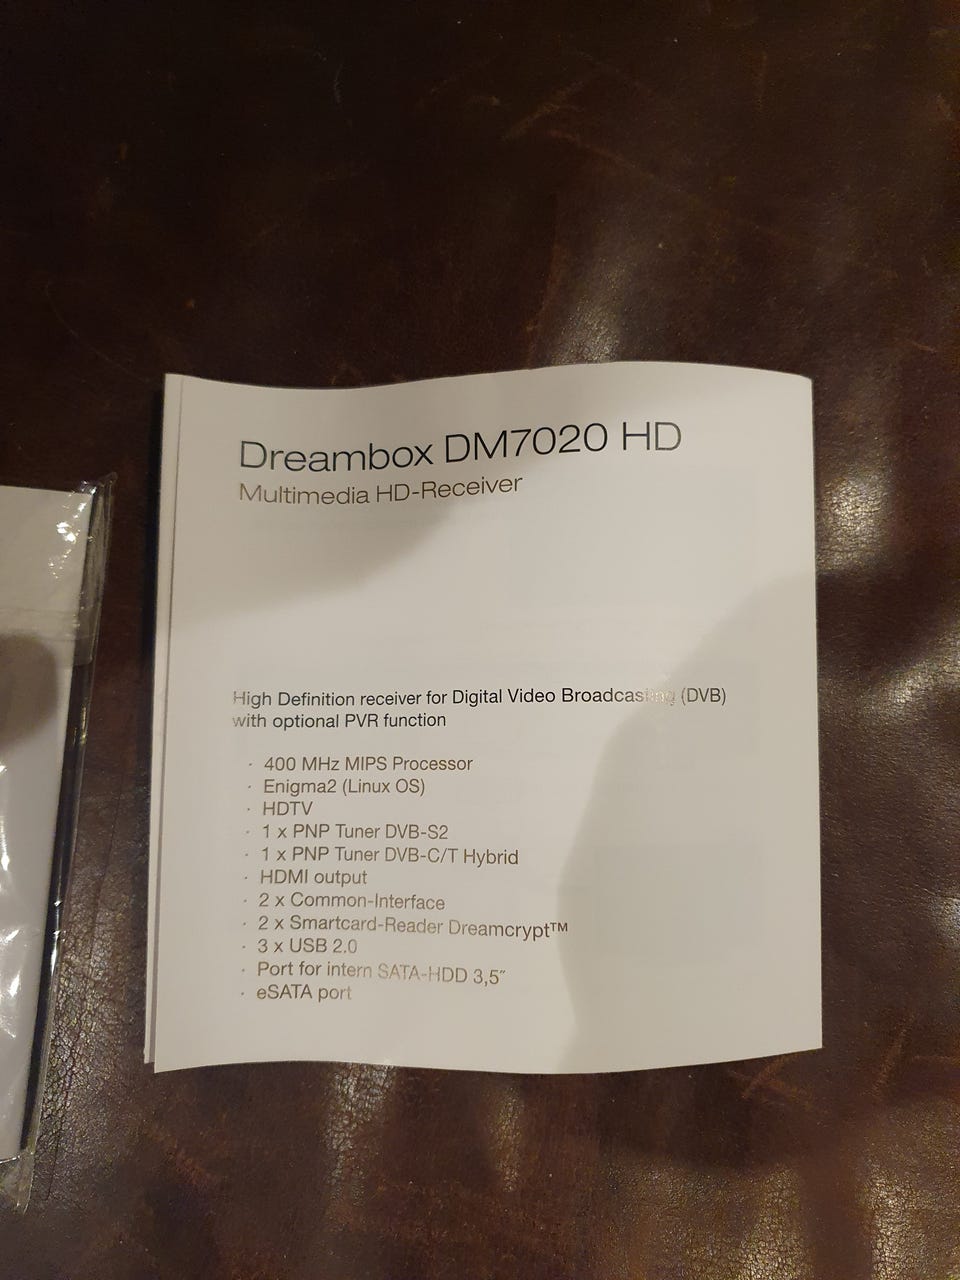 Dreambox DM7020 HD
Multimedia HD-Receiver
High Definition receiver for Digital Video Broadcasting (DVB)
with optional PVR function
· 400 MHz MIPS Processor
· Enigma2 (Linux OS)
· HDTV
· 1 x PNP Tuner DVB-S2
· 1 x PNP Tuner DVB-C/T Hybrid
· HDMI output
· 2 x Common-Interface
· 2 x Smartcard-Reader Dreamcrypt™
· 3 x USB 2.0
· Port for intern SATA-HDD 3,5″
· eSATA port